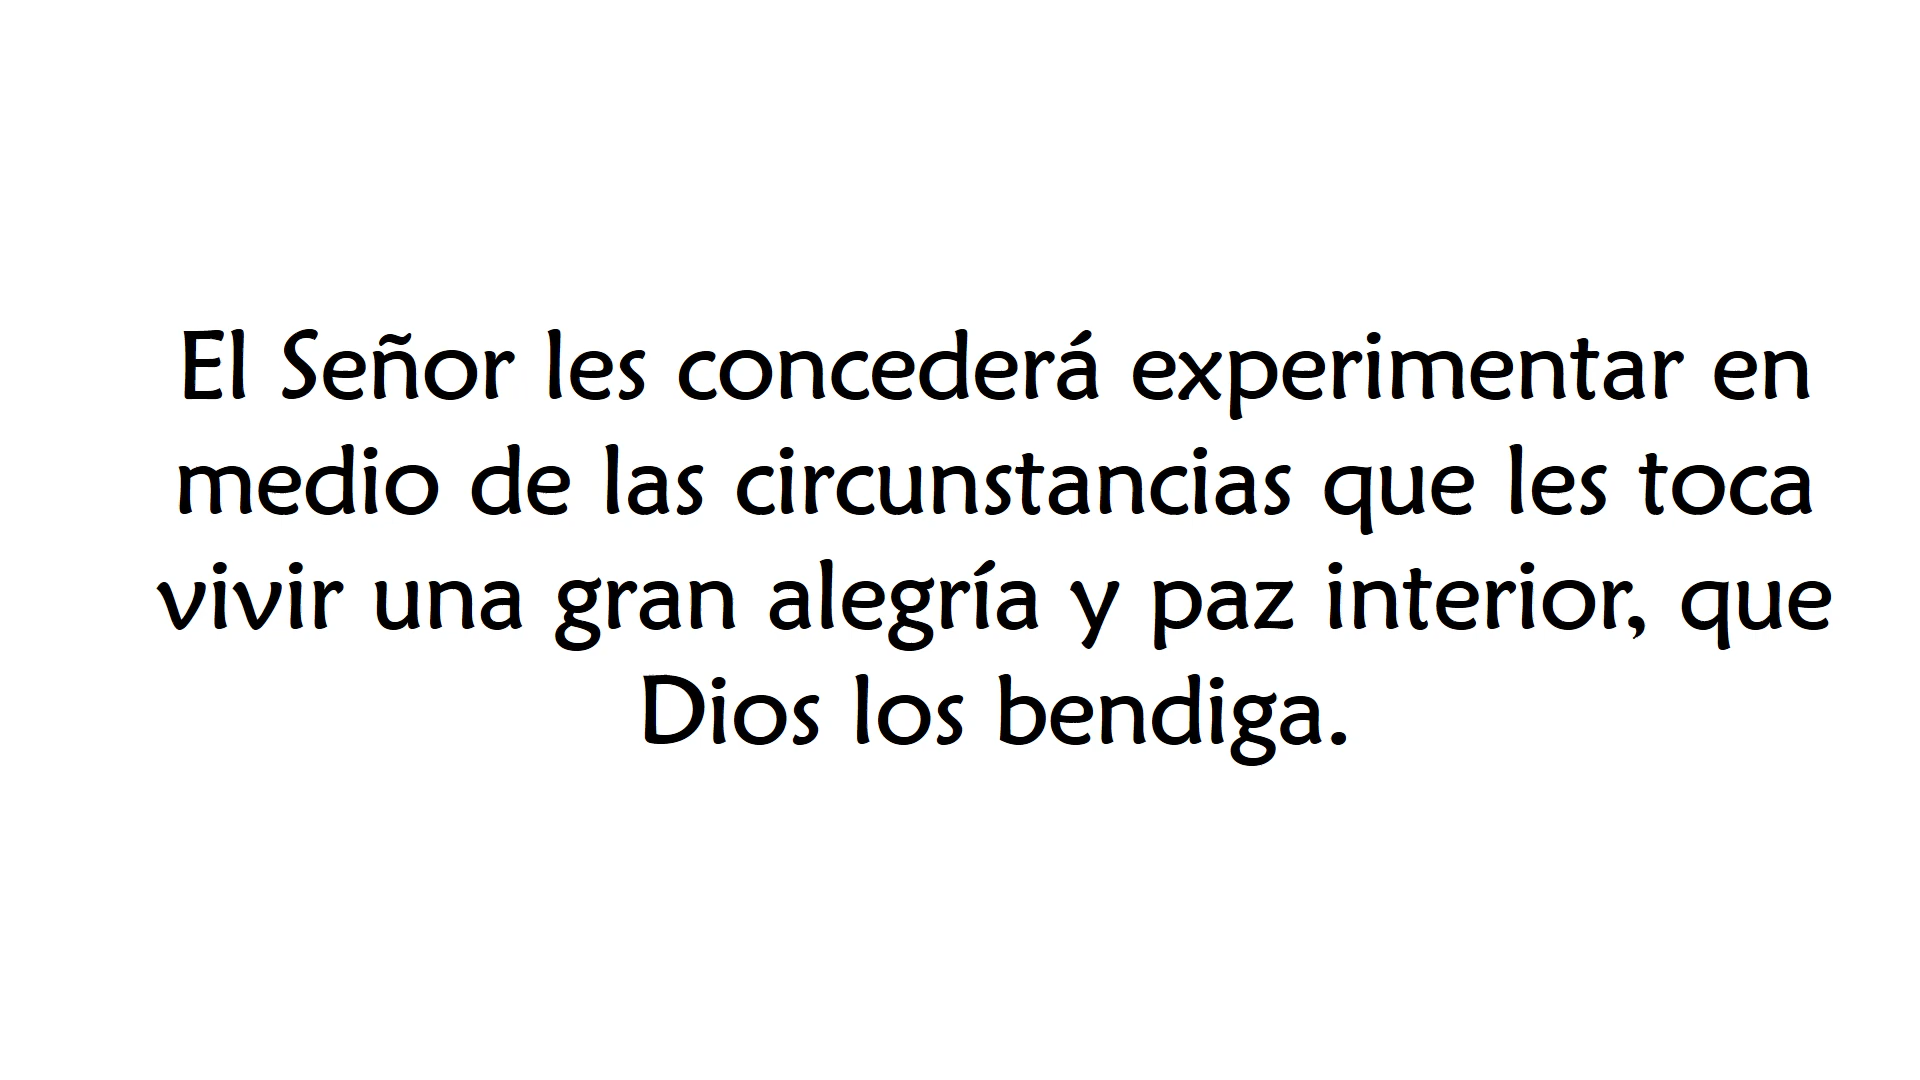 El Señor les concederá experimentar en
medio de las circunstancias que les toca
vivir una gran alegría y paz interior, que
Dios los bendiga.